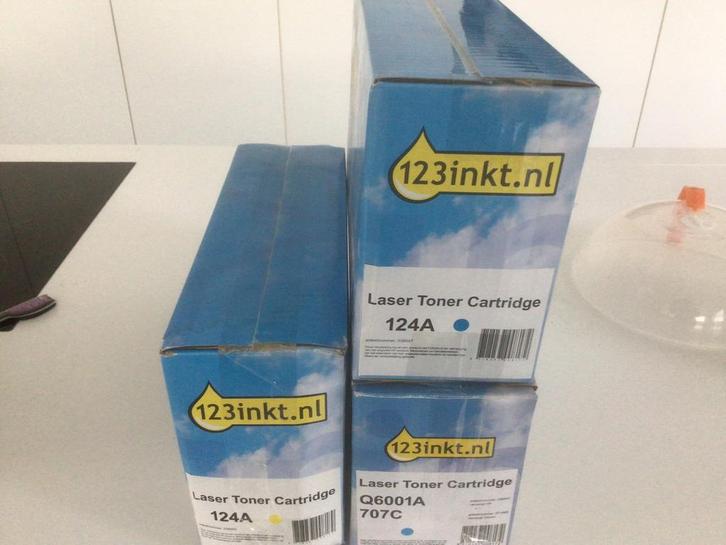 123inkt.nl
Laser Toner Cartridge
124A
123inkt.nl
Laser Toner Cartridge
124A
123inkt.nl
Laser Toner Cartridge
Q6001A
707C